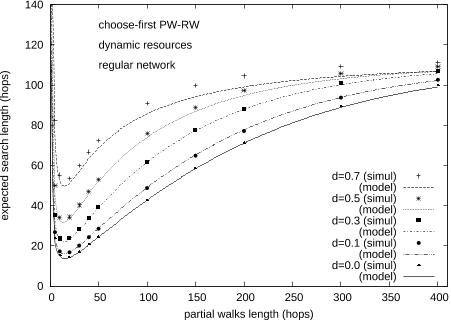 140
choose-first PW-RW
120
dynamic resources
regular network
100
80
60
40
20
0
expected search length (hops)
d=0.7 (simul)
(model)
d=0.5 (simul)
(model)
d=0.3 (simul)
(model)
d=0.1 (simul)
(model)
d=0.0 (simul)
(model)
0 50 100 150 200 250 300 350 400
partial walks length (hops)